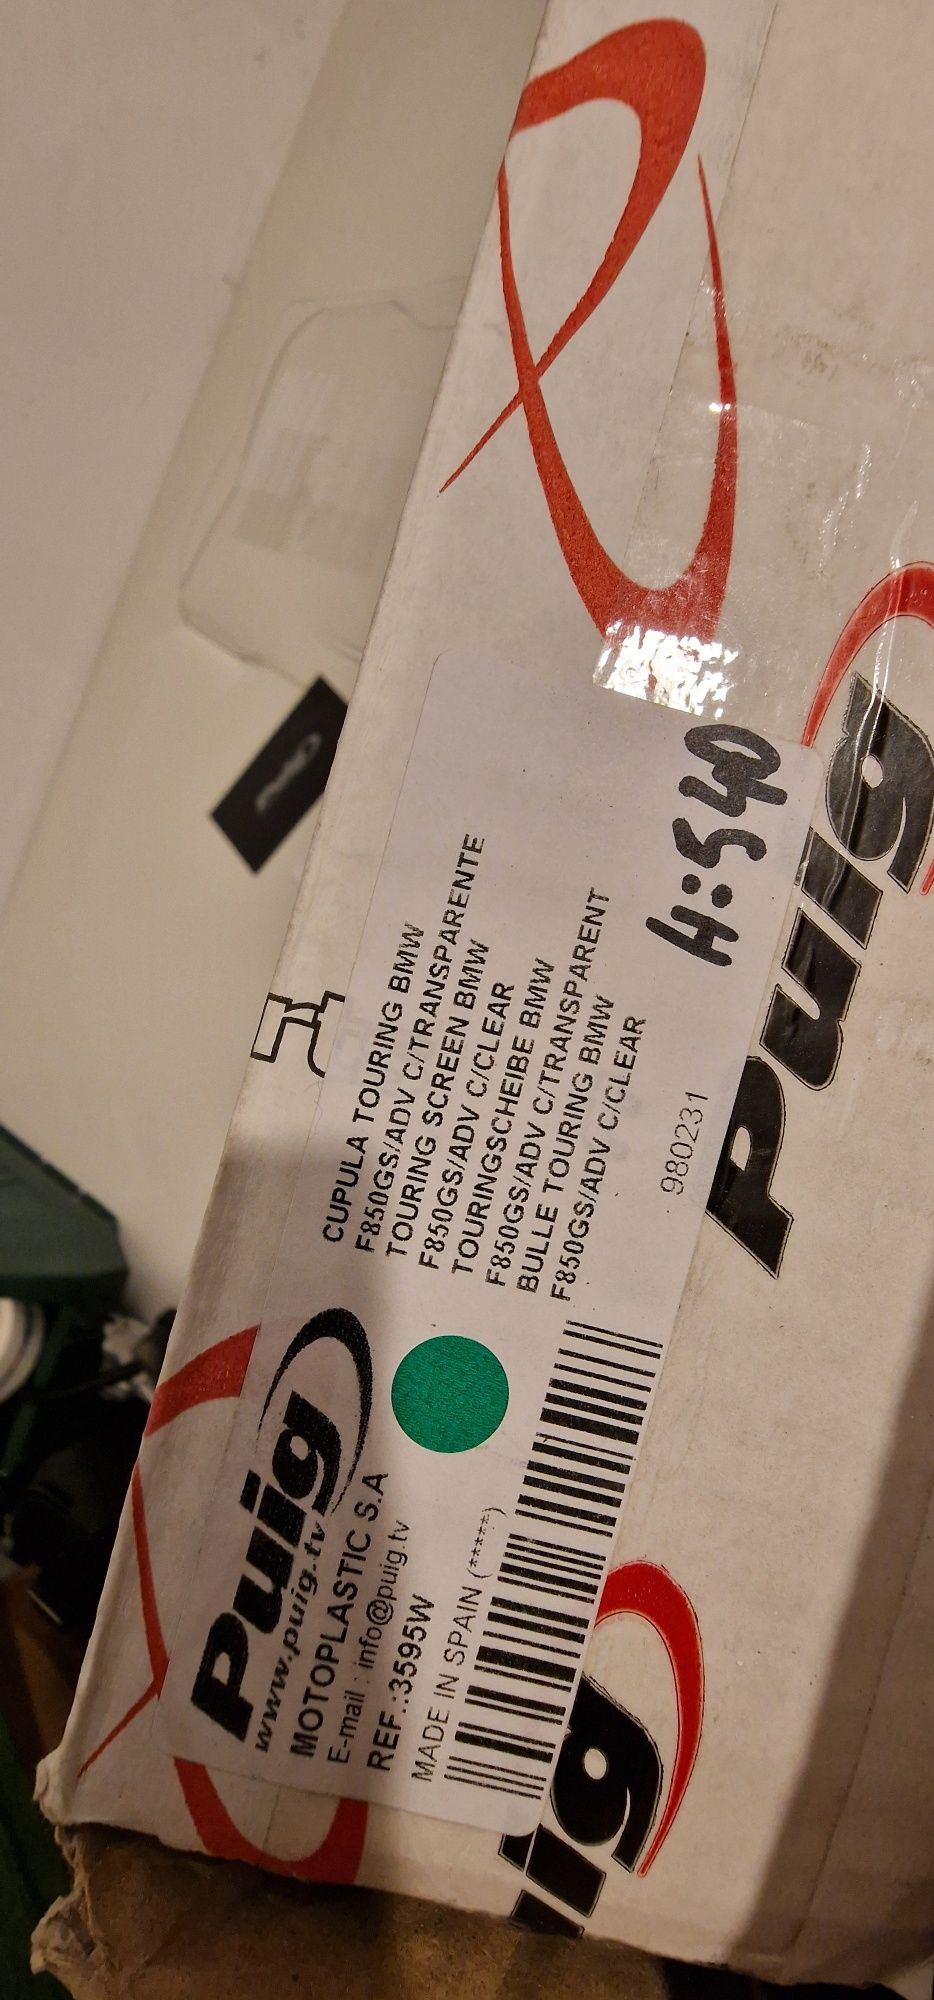 Puig
www.puig.tv
MOTOPLASTIC S.A
E-mail : info@puig.tv
REF.:3595W
MADE IN SPAIN (*****)
CUPULA TOURING BMW
F850GS/ADV C/TRANSPARENTE
TOURING SCREEN BMW
F850GS/ADV C/CLEAR
TOURINGSCHEIBE BMW
F850GS/ADV C/TRANSPARENT
BULLE TOURING BMW
F850GS/ADV C/CLEAR
980231
H:540
Puig
Puig